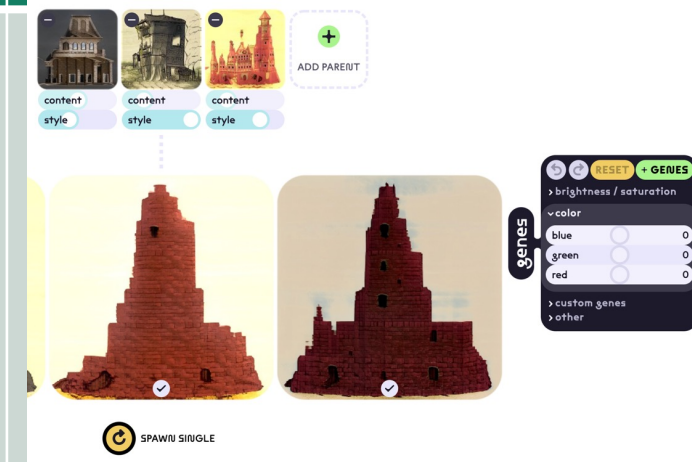 ADD PARENT
content
content
content
style
style
style
RESET
+ GENES
> brightness / saturation
color
blue 0
green 0
red 0
> custom genes
> other
genes
SPAWN SINGLE